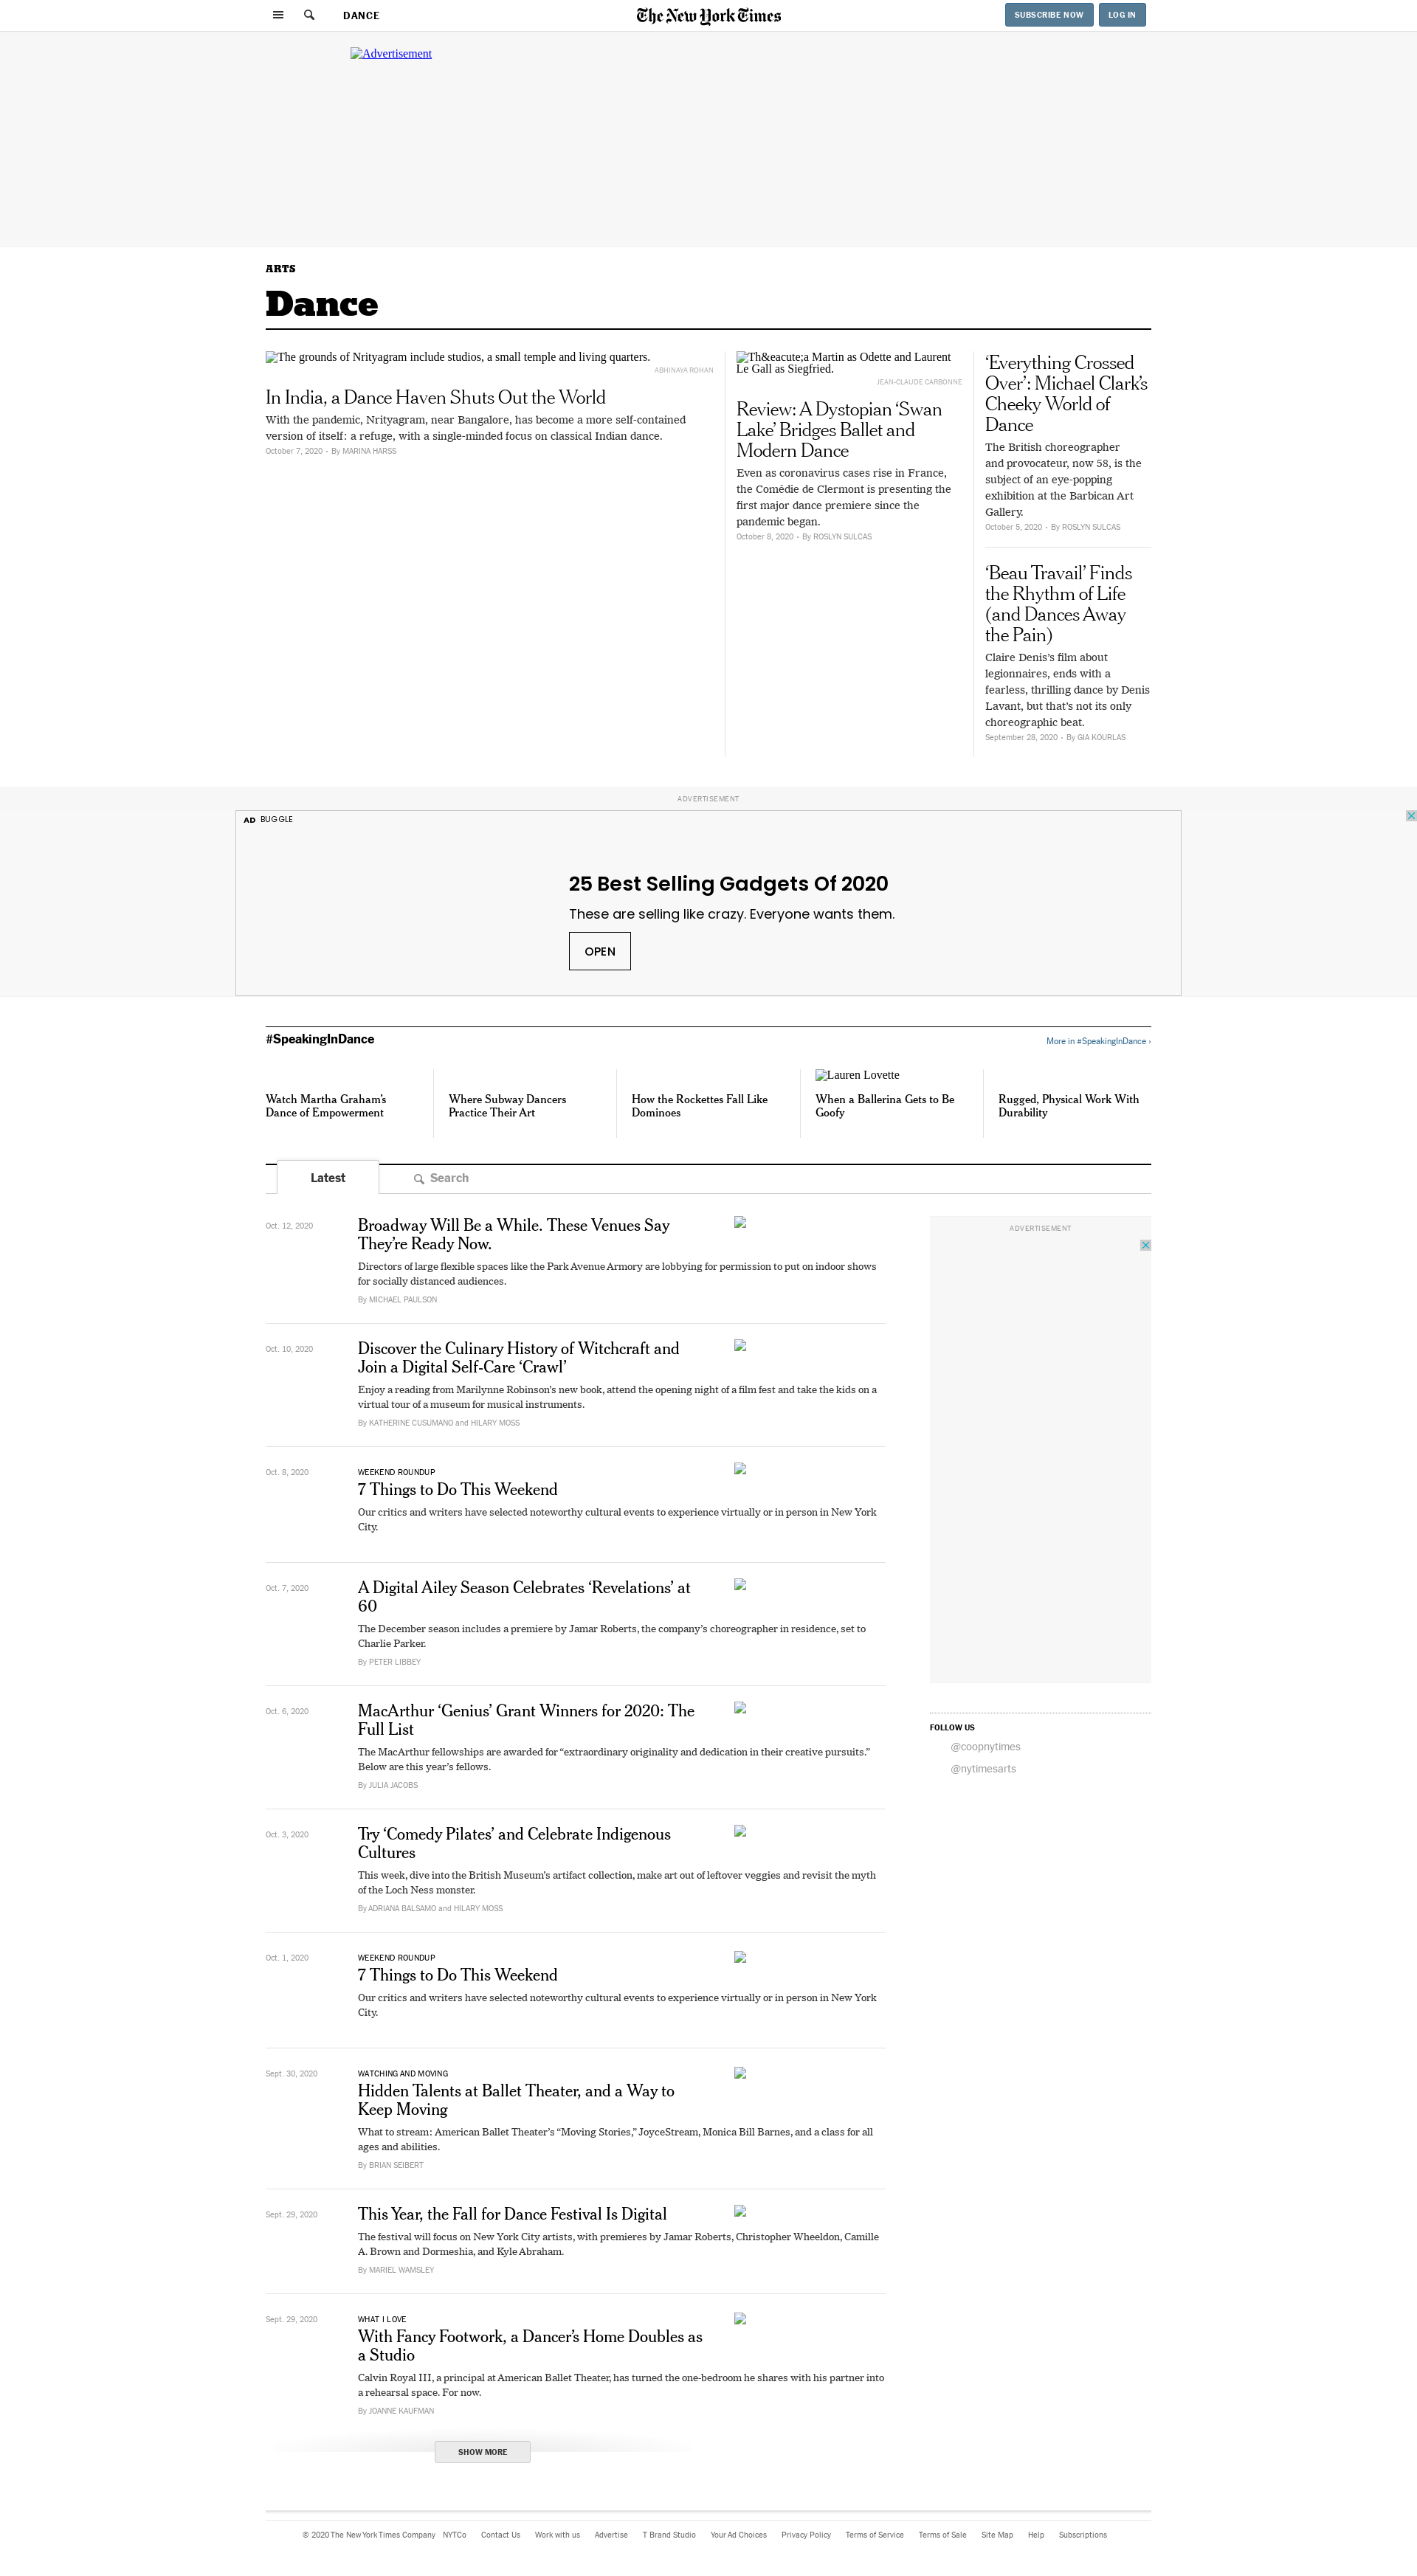 DANCE
The New York Times
SUBSCRIBE NOW
LOG IN
Advertisement
ARTS
Dance
The grounds of Nrityagram include studios, a small temple and living quarters.
ABHINAYA ROHAN
In India, a Dance Haven Shuts Out the World
With the pandemic, Nrityagram, near Bangalore, has become a more self-contained
version of itself: a refuge, with a single-minded focus on classical Indian dance.
October 7, 2020 - By MARINA HARSS
Th&eacute;a Martin as Odette and Laurent
Le Gall as Siegfried.
JEAN-CLAUDE CARBONNE
Review: A Dystopian ‘Swan
Lake’ Bridges Ballet and
Modern Dance
Even as coronavirus cases rise in France,
the Comédie de Clermont is presenting the
first major dance premiere since the
pandemic began.
October 8, 2020 - By ROSLYN SULCAS
‘Everything Crossed
Over’: Michael Clark’s
Cheeky World of
Dance
The British choreographer
and provocateur, now 58, is the
subject of an eye-popping
exhibition at the Barbican Art
Gallery.
October 5, 2020 - By ROSLYN SULCAS
‘Beau Travail’ Finds
the Rhythm of Life
(and Dances Away
the Pain)
Claire Denis’s film about
legionnaires, ends with a
fearless, thrilling dance by Denis
Lavant, but that’s not its only
choreographic beat.
September 28, 2020 - By GIA KOURLAS
ADVERTISEMENT
AD BUGGLE
25 Best Selling Gadgets Of 2020
These are selling like crazy. Everyone wants them.
OPEN
#SpeakingInDance
More in #SpeakingInDance ›
Watch Martha Graham’s
Dance of Empowerment
Where Subway Dancers
Practice Their Art
How the Rockettes Fall Like
Dominoes
Lauren Lovette
When a Ballerina Gets to Be
Goofy
Rugged, Physical Work With
Durability
Latest
Search
Oct. 12, 2020
Broadway Will Be a While. These Venues Say
They’re Ready Now.
Directors of large flexible spaces like the Park Avenue Armory are lobbying for permission to put on indoor shows
for socially distanced audiences.
By MICHAEL PAULSON
Oct. 10, 2020
Discover the Culinary History of Witchcraft and
Join a Digital Self-Care ‘Crawl’
Enjoy a reading from Marilynne Robinson’s new book, attend the opening night of a film fest and take the kids on a
virtual tour of a museum for musical instruments.
By KATHERINE CUSUMANO and HILARY MOSS
Oct. 8, 2020
WEEKEND ROUNDUP
7 Things to Do This Weekend
Our critics and writers have selected noteworthy cultural events to experience virtually or in person in New York
City.
Oct. 7, 2020
A Digital Ailey Season Celebrates ‘Revelations’ at
60
The December season includes a premiere by Jamar Roberts, the company’s choreographer in residence, set to
Charlie Parker.
By PETER LIBBEY
Oct. 6, 2020
MacArthur ‘Genius’ Grant Winners for 2020: The
Full List
The MacArthur fellowships are awarded for “extraordinary originality and dedication in their creative pursuits.”
Below are this year’s fellows.
By JULIA JACOBS
Oct. 3, 2020
Try ‘Comedy Pilates’ and Celebrate Indigenous
Cultures
This week, dive into the British Museum’s artifact collection, make art out of leftover veggies and revisit the myth
of the Loch Ness monster.
By ADRIANA BALSAMO and HILARY MOSS
Oct. 1, 2020
WEEKEND ROUNDUP
7 Things to Do This Weekend
Our critics and writers have selected noteworthy cultural events to experience virtually or in person in New York
City.
Sept. 30, 2020
WATCHING AND MOVING
Hidden Talents at Ballet Theater, and a Way to
Keep Moving
What to stream: American Ballet Theater’s “Moving Stories,” JoyceStream, Monica Bill Barnes, and a class for all
ages and abilities.
By BRIAN SEIBERT
Sept. 29, 2020
This Year, the Fall for Dance Festival Is Digital
The festival will focus on New York City artists, with premieres by Jamar Roberts, Christopher Wheeldon, Camille
A. Brown and Dormeshia, and Kyle Abraham.
By MARIEL WAMSLEY
Sept. 29, 2020
WHAT I LOVE
With Fancy Footwork, a Dancer’s Home Doubles as
a Studio
Calvin Royal III, a principal at American Ballet Theater, has turned the one-bedroom he shares with his partner into
a rehearsal space. For now.
By JOANNE KAUFMAN
SHOW MORE
ADVERTISEMENT
FOLLOW US
@coopnytimes
@nytimesarts
© 2020 The New York Times Company NYTCo Contact Us Work with us Advertise T Brand Studio Your Ad Choices Privacy Policy Terms of Service Terms of Sale Site Map Help Subscriptions